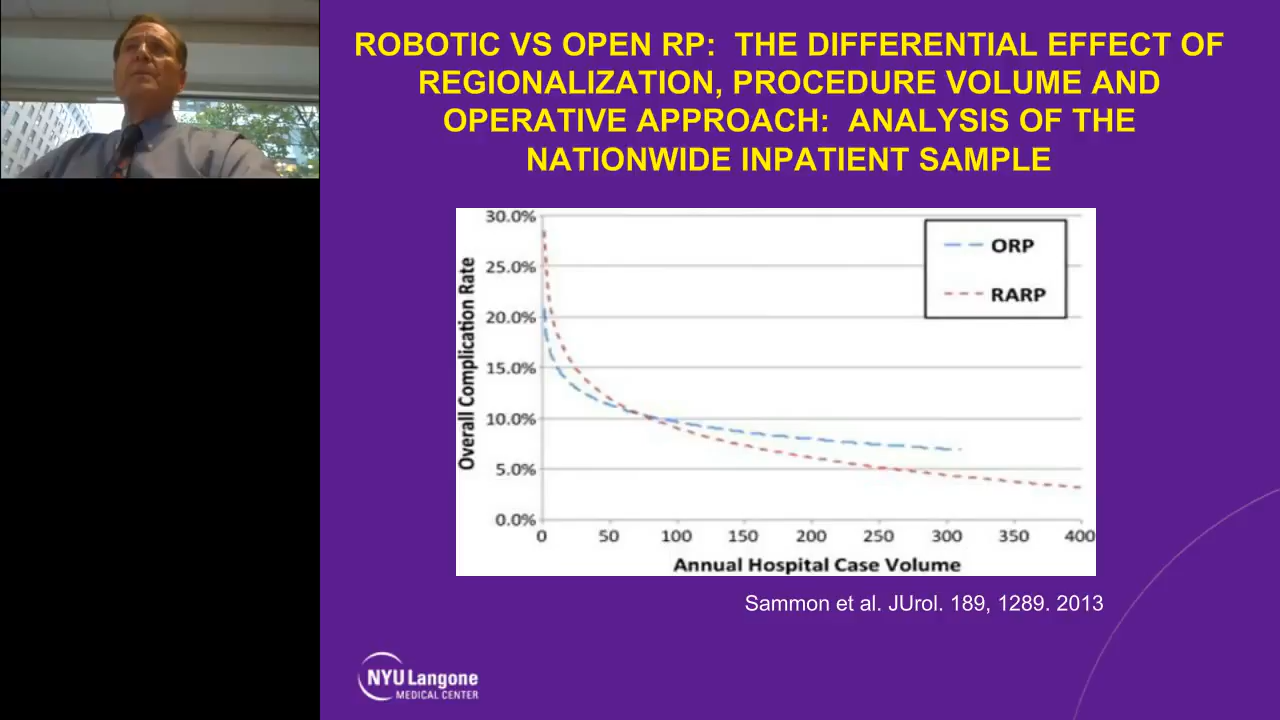 ROBOTIC VS OPEN RP: THE DIFFERENTIAL EFFECT OF
REGIONALIZATION, PROCEDURE VOLUME AND
OPERATIVE APPROACH: ANALYSIS OF THE
NATIONWIDE INPATIENT SAMPLE
Overall Complication Rate
30.0%
25.0%
20.0%
15.0%
10.0%
5.0%
0.0%
ORP
RARP
0 50 100 150 200 250 300 350 400
Annual Hospital Case Volume
Sammon et al. JUrol. 189, 1289. 2013
NYU Langone
MEDICAL CENTER